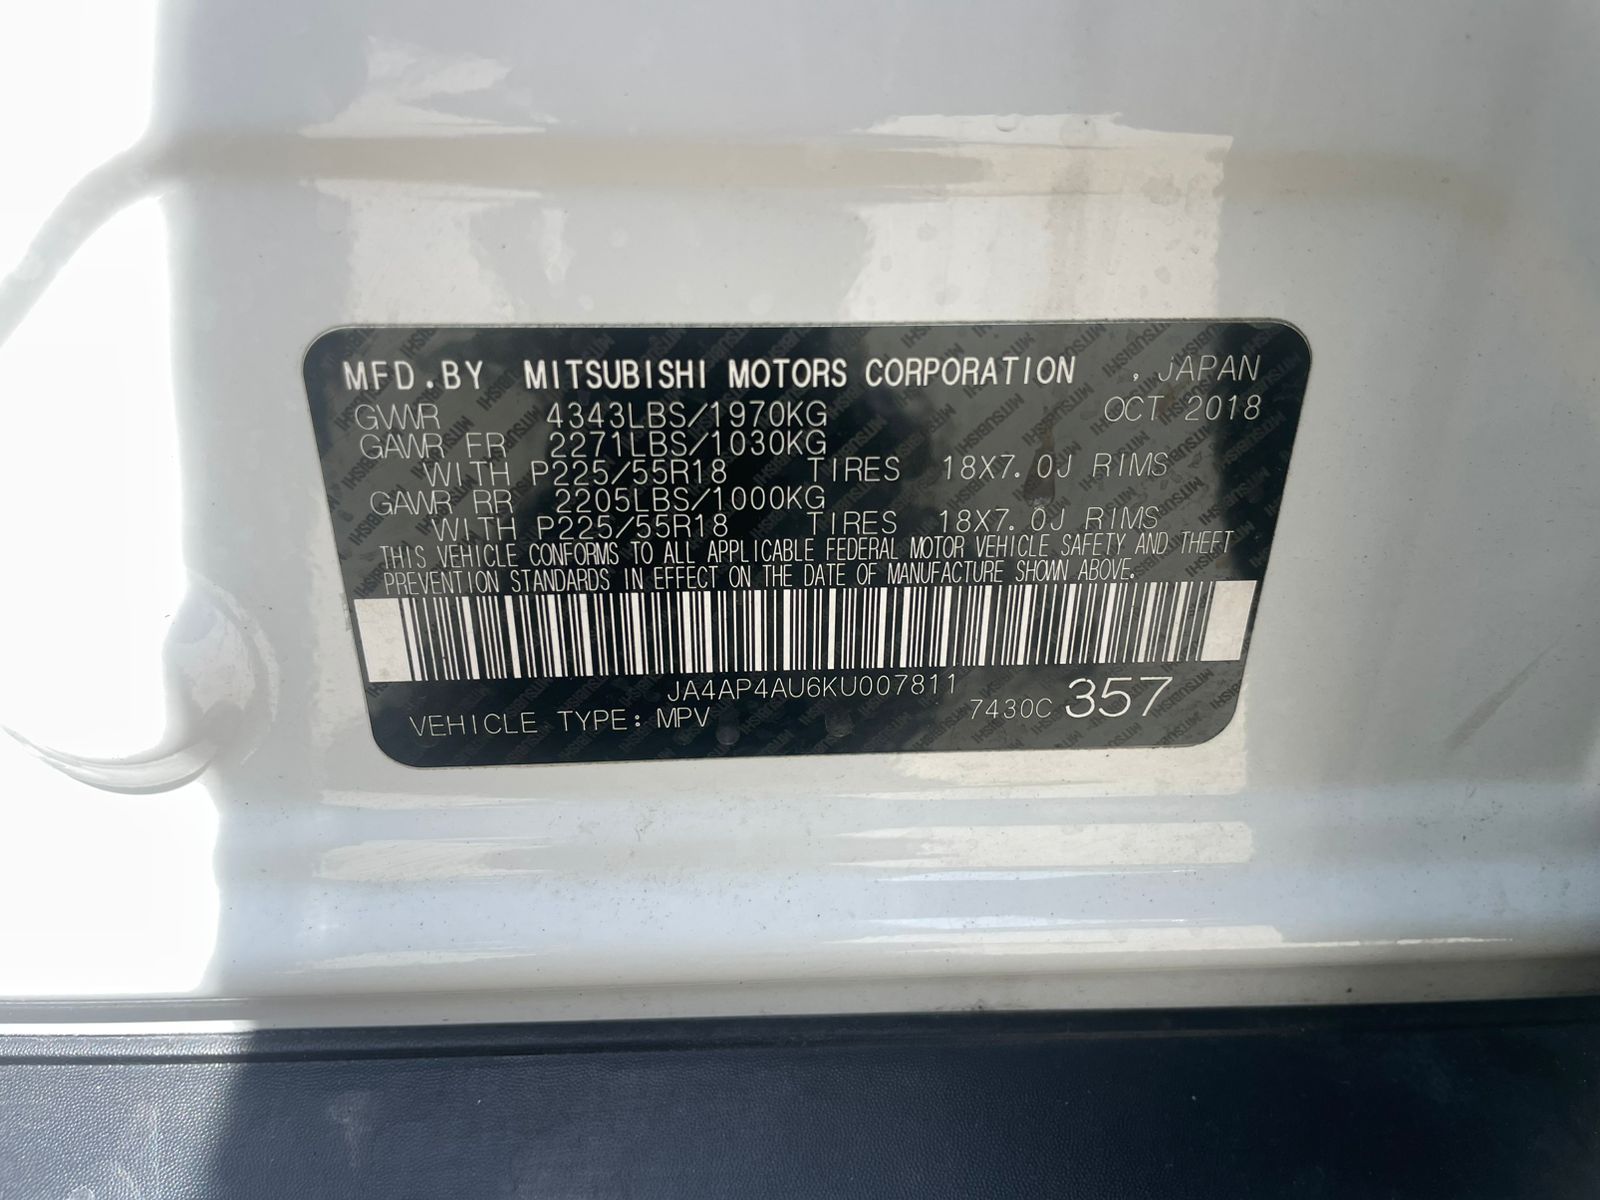 MFD.BY MITSUBISHI MOTORS CORPORATION , JAPAN
GVWR 4343LBS/1970KG OCT 2018
GAWR FR 2271LBS/1030KG
WITH P225/55R18 TIRES 18X7.0J RIMS
GAWR RR 2205LBS/1000KG
WITH P225/55R18 TIRES 18X7.0J RIMS
THIS VEHICLE CONFORMS TO ALL APPLICABLE FEDERAL MOTOR VEHICLE SAFETY AND THEFT
PREVENTION STANDARDS IN EFFECT ON THE DATE OF MANUFACTURE SHOWN ABOVE.
JA4AP4AU6KU007811
VEHICLE TYPE: MPV 7430C 357